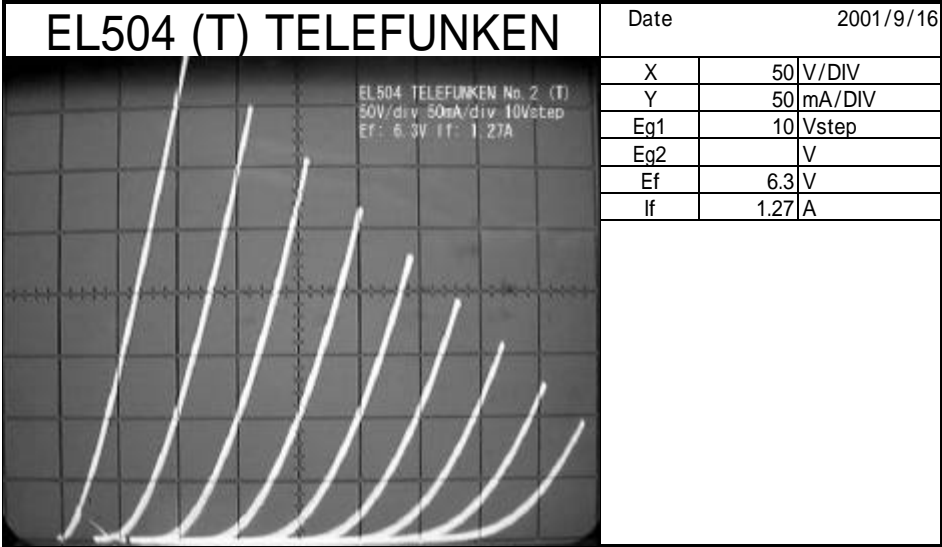 EL504 (T) TELEFUNKEN
Date 2001/9/16
X 50 V/DIV
Y 50 mA/DIV
Eg1 10 Vstep
Eg2 V
Ef 6.3 V
If 1.27 A
EL504 TELEFUNKEN No.2 (T)
50V/div 50mA/div 10Vstep
Ef: 6.3V If: 1.27A